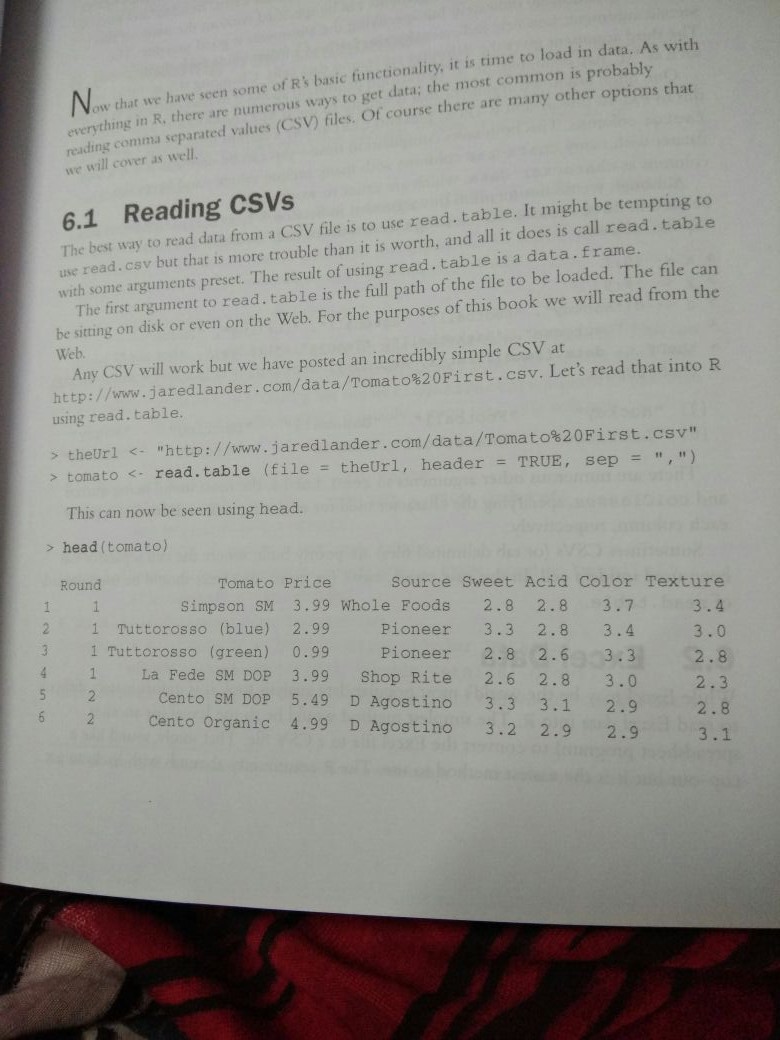 Now that we have seen some of R's basic functionality, it is time to load in data. As with
everything in R, there are numerous ways to get data; the most common is probably
reading comma separated values (CSV) files. Of course there are many other options that
we will cover as well.
6.1 Reading CSVs
The best way to read data from a CSV file is to use read.table. It might be tempting to
use read.csv but that is more trouble than it is worth, and all it does is call read.table
with some arguments preset. The result of using read.table is a data.frame.
The first argument to read.table is the full path of the file to be loaded. The file can
be sitting on disk or even on the Web. For the purposes of this book we will read from the
Web.
Any CSV will work but we have posted an incredibly simple CSV at
http://www.jaredlander.com/data/Tomato%20First.csv. Let's read that into R
using read.table.
> theUrl <- "http://www.jaredlander.com/data/Tomato%20First.csv"
> tomato <- read.table (file = theUrl, header = TRUE, sep = ",")
This can now be seen using head.
> head(tomato)
Round Tomato Price Source Sweet Acid Color Texture
1 1 Simpson SM 3.99 Whole Foods 2.8 2.8 3.7 3.4
2 1 Tuttorosso (blue) 2.99 Pioneer 3.3 2.8 3.4 3.0
3 1 Tuttorosso (green) 0.99 Pioneer 2.8 2.6 3.3 2.8
4 1 La Fede SM DOP 3.99 Shop Rite 2.6 2.8 3.0 2.3
5 2 Cento SM DOP 5.49 D Agostino 3.3 3.1 2.9 2.8
6 2 Cento Organic 4.99 D Agostino 3.2 2.9 2.9 3.1